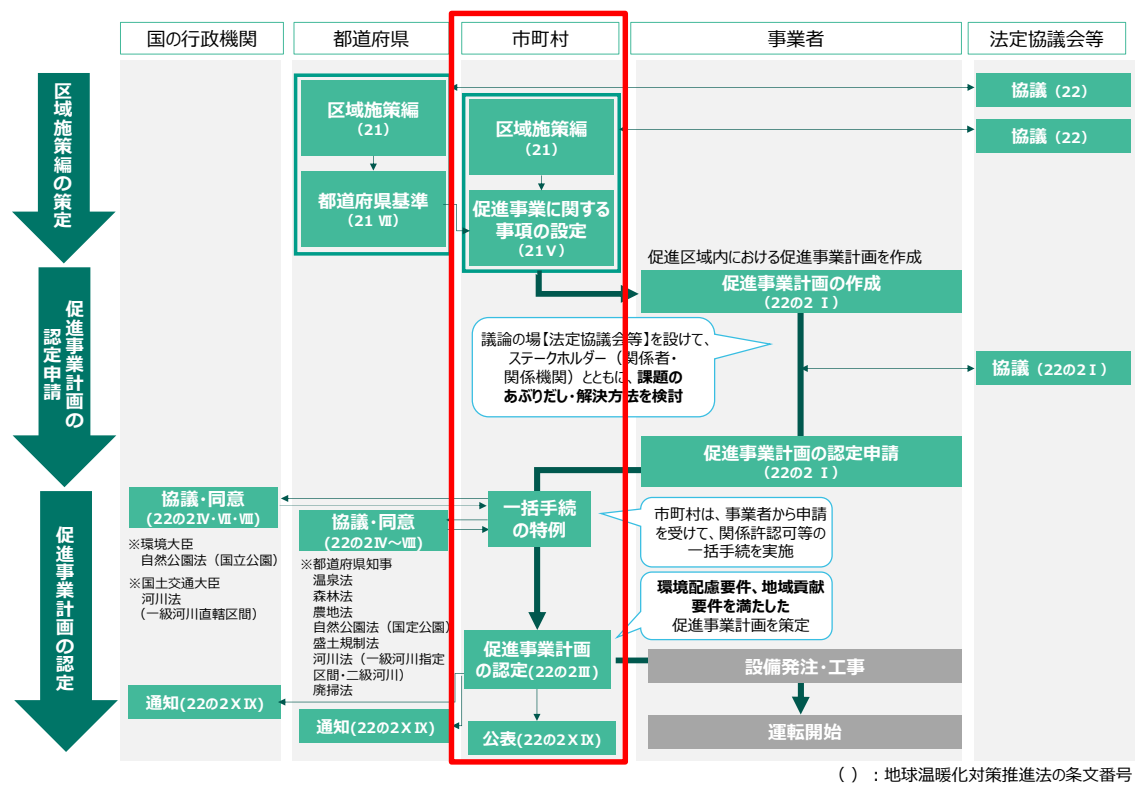 国の行政機関
都道府県
市町村
事業者
法定協議会等
区域施策編の策定
区域施策編
（21）
都道府県基準
（21 Ⅶ）
区域施策編
（21）
促進事業に関する
事項の設定
（21Ⅴ）
協議（22）
協議（22）
促進事業計画の
認定申請
促進区域内における促進事業計画を作成
促進事業計画の作成
（22の2 Ⅰ）
議論の場【法定協議会等】を設けて、
ステークホルダー（関係者・
関係機関）とともに、課題の
あぶりだし・解決方法を検討
協議（22の2Ⅰ）
促進事業計画の認定申請
（22の2 Ⅰ）
促進事業計画の認定
協議・同意
(22の2Ⅳ・Ⅶ・Ⅷ)
※環境大臣
自然公園法（国立公園）
※国土交通大臣
河川法
（一級河川直轄区間）
協議・同意
(22の2Ⅳ～Ⅷ)
※都道府県知事
温泉法
森林法
農地法
自然公園法（国定公園）
盛土規制法
河川法（一級河川指定
区間・二級河川）
廃掃法
一括手続
の特例
市町村は、事業者から申請
を受けて、関係許認可等の
一括手続を実施
環境配慮要件、地域貢献
要件を満たした
促進事業計画を策定
促進事業計画
の認定(22の2Ⅲ)
設備発注・工事
運転開始
通知(22の2ⅩⅨ)
通知(22の2ⅩⅨ)
公表(22の2ⅩⅨ)
（ ）：地球温暖化対策推進法の条文番号